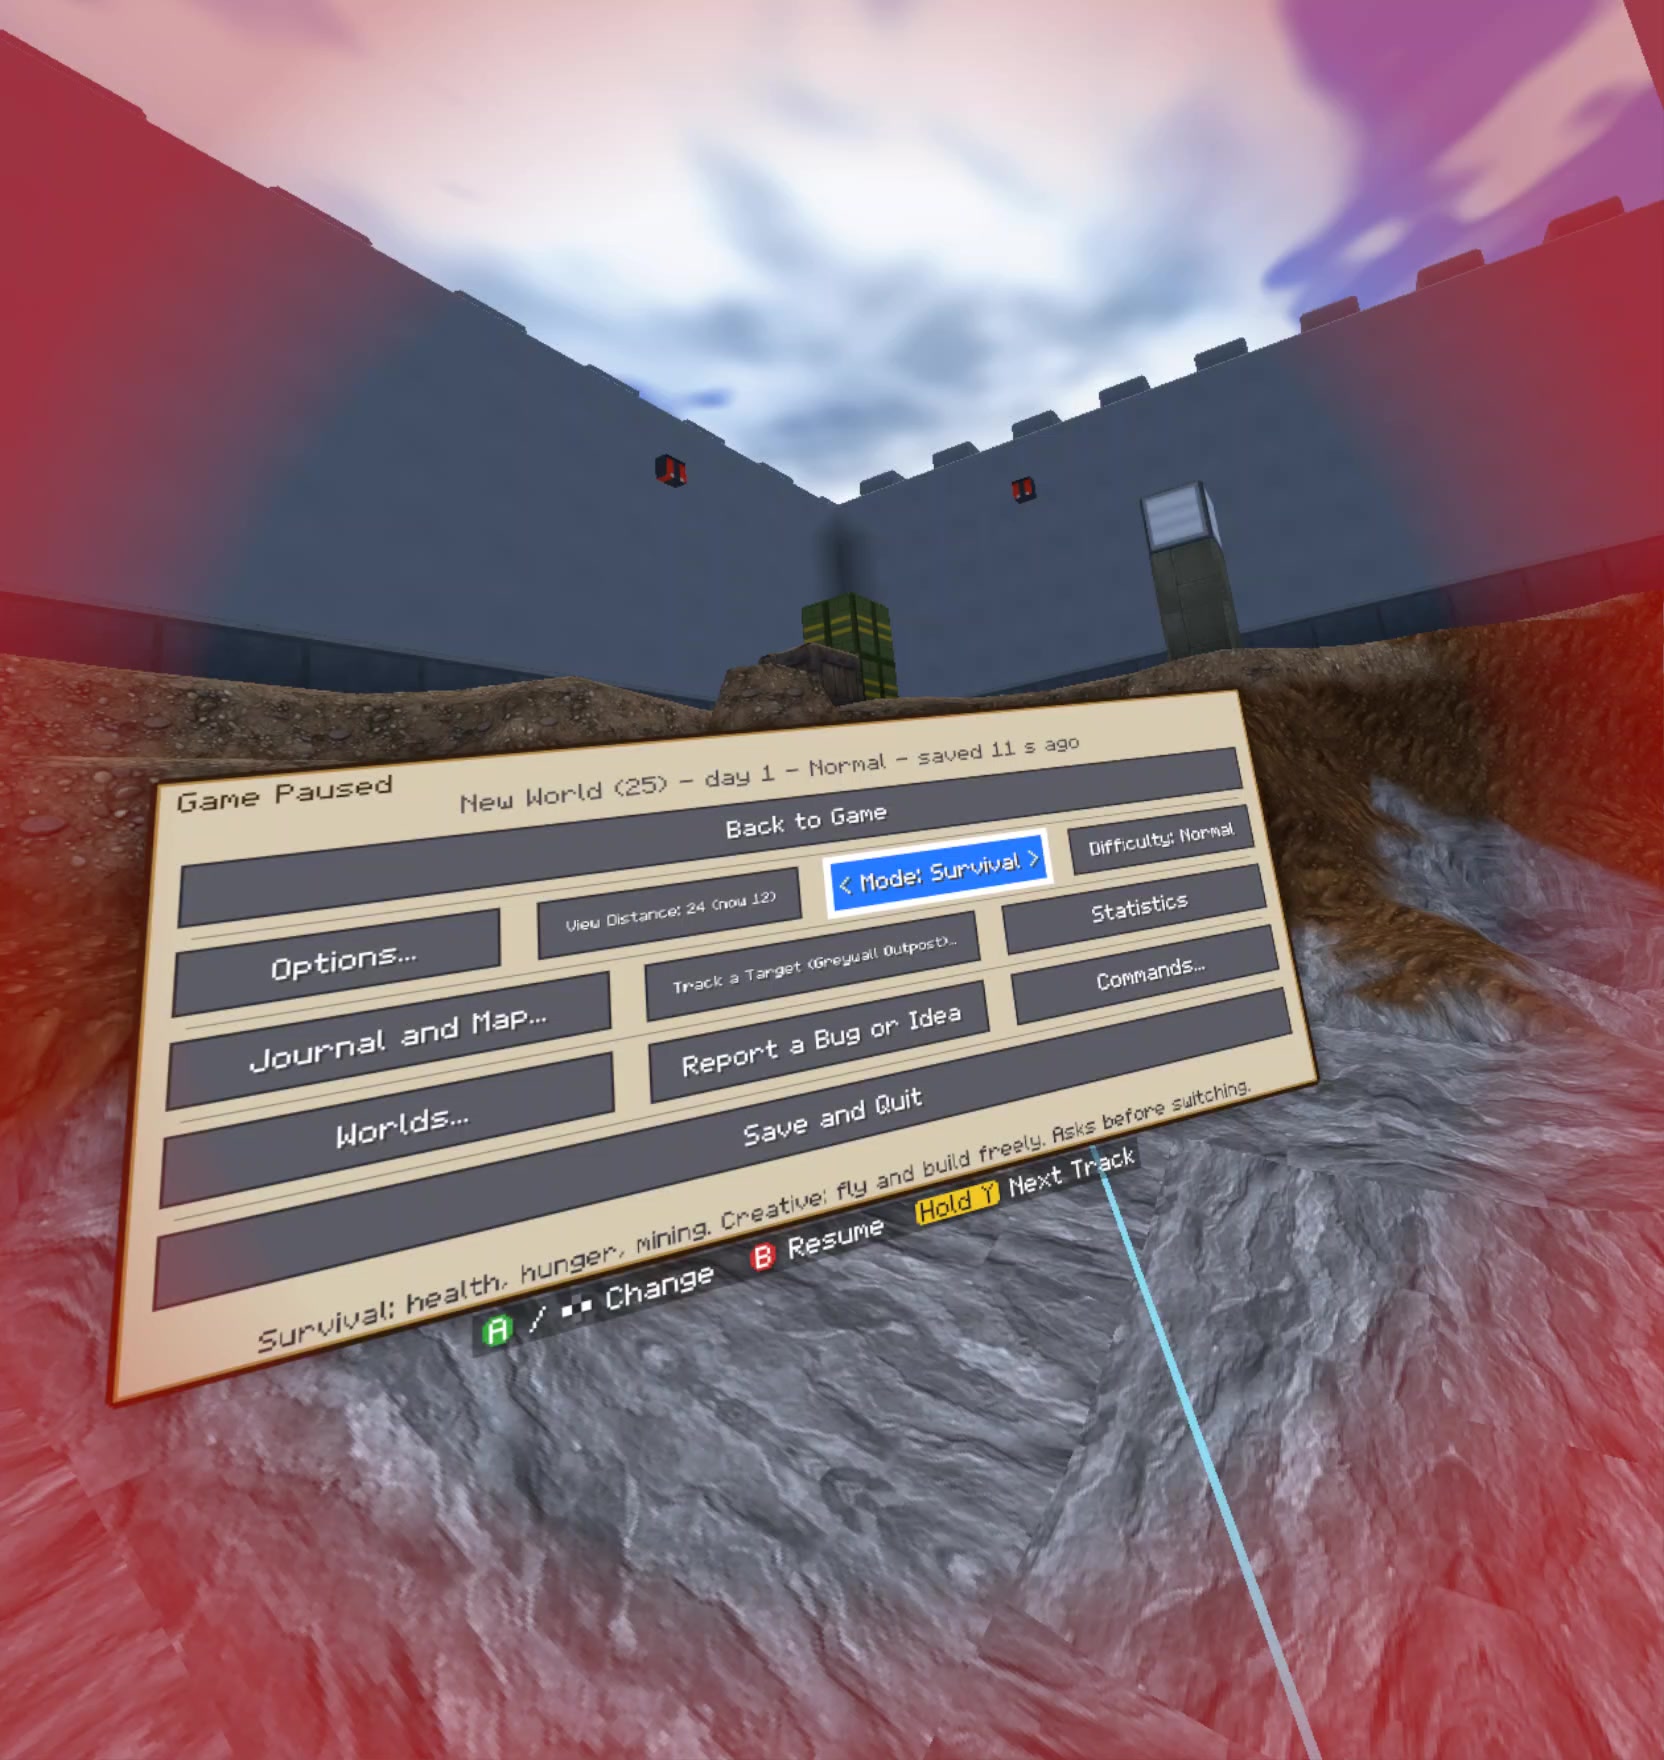 Game Paused
New World (25) - day 1 - Normal - saved 11 s ago
Back to Game
Options...
View Distance: 24 (now 12)
< Mode: Survival >
Difficulty: Normal
Journal and Map...
Track a Target (Greywall Outpost)...
Statistics
Worlds...
Report a Bug or Idea
Commands...
Save and Quit
Survival: health, hunger, mining. Creative: fly and build freely. Asks before switching.
A / Change B Resume Hold Y Next Track